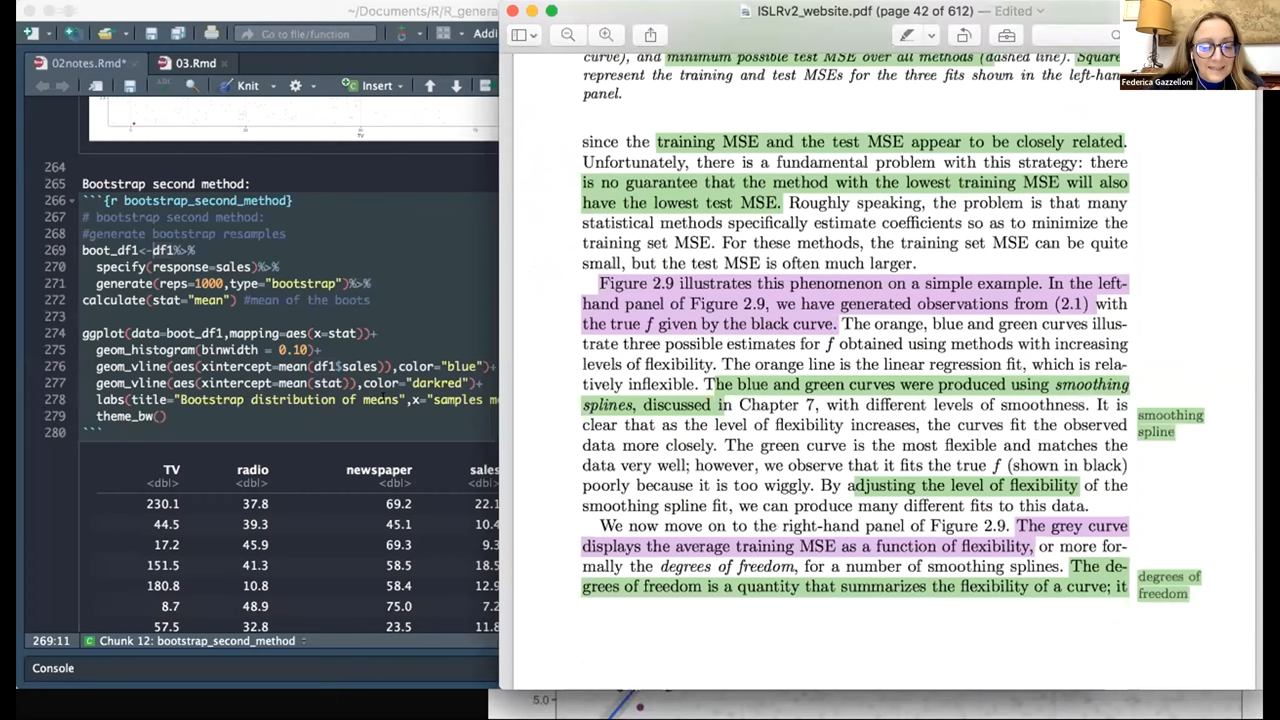 ~/Documents/R/R_genera
Go to file/function
Addi
02notes.Rmd*
03.Rmd
Knit
Insert
TV
264
265 Bootstrap second method:
266 ```{r bootstrap_second_method}
267 # bootstrap second method:
268 #generate bootstrap resamples
269 boot_df1<-df1%>%
270 specify(response=sales)%>%
271 generate(reps=1000,type="bootstrap")%>%
272 calculate(stat="mean") #mean of the boots
273
274 ggplot(data=boot_df1,mapping=aes(x=stat))+
275 geom_histogram(binwidth = 0.10)+
276 geom_vline(aes(xintercept=mean(df1$sales)),color="blue")+
277 geom_vline(aes(xintercept=mean(stat)),color="darkred")+
278 labs(title="Bootstrap distribution of means",x="samples m
279 theme_bw()
280 ```
TV radio newspaper sales
<dbl> <dbl> <dbl> <dbl>
230.1 37.8 69.2 22.1
44.5 39.3 45.1 10.4
17.2 45.9 69.3 9.3
151.5 41.3 58.5 18.5
180.8 10.8 58.4 12.9
8.7 48.9 75.0 7.2
57.5 32.8 23.5 11.8
269:11 Chunk 12: bootstrap_second_method
Console
ISLRv2_website.pdf (page 42 of 612) — Edited
Federica Gazzelloni
curve), and minimum possible test MSE over all methods (dashed line). Square
represent the training and test MSEs for the three fits shown in the left-han
panel.
since the training MSE and the test MSE appear to be closely related.
Unfortunately, there is a fundamental problem with this strategy: there
is no guarantee that the method with the lowest training MSE will also
have the lowest test MSE. Roughly speaking, the problem is that many
statistical methods specifically estimate coefficients so as to minimize the
training set MSE. For these methods, the training set MSE can be quite
small, but the test MSE is often much larger.
Figure 2.9 illustrates this phenomenon on a simple example. In the left-
hand panel of Figure 2.9, we have generated observations from (2.1) with
the true f given by the black curve. The orange, blue and green curves illus-
trate three possible estimates for f obtained using methods with increasing
levels of flexibility. The orange line is the linear regression fit, which is rela-
tively inflexible. The blue and green curves were produced using smoothing
splines, discussed in Chapter 7, with different levels of smoothness. It is
clear that as the level of flexibility increases, the curves fit the observed
data more closely. The green curve is the most flexible and matches the
data very well; however, we observe that it fits the true f (shown in black)
poorly because it is too wiggly. By adjusting the level of flexibility of the
smoothing spline fit, we can produce many different fits to this data.
We now move on to the right-hand panel of Figure 2.9. The grey curve
displays the average training MSE as a function of flexibility, or more for-
mally the degrees of freedom, for a number of smoothing splines. The de-
grees of freedom is a quantity that summarizes the flexibility of a curve; it
smoothing
spline
degrees of
freedom
5.0